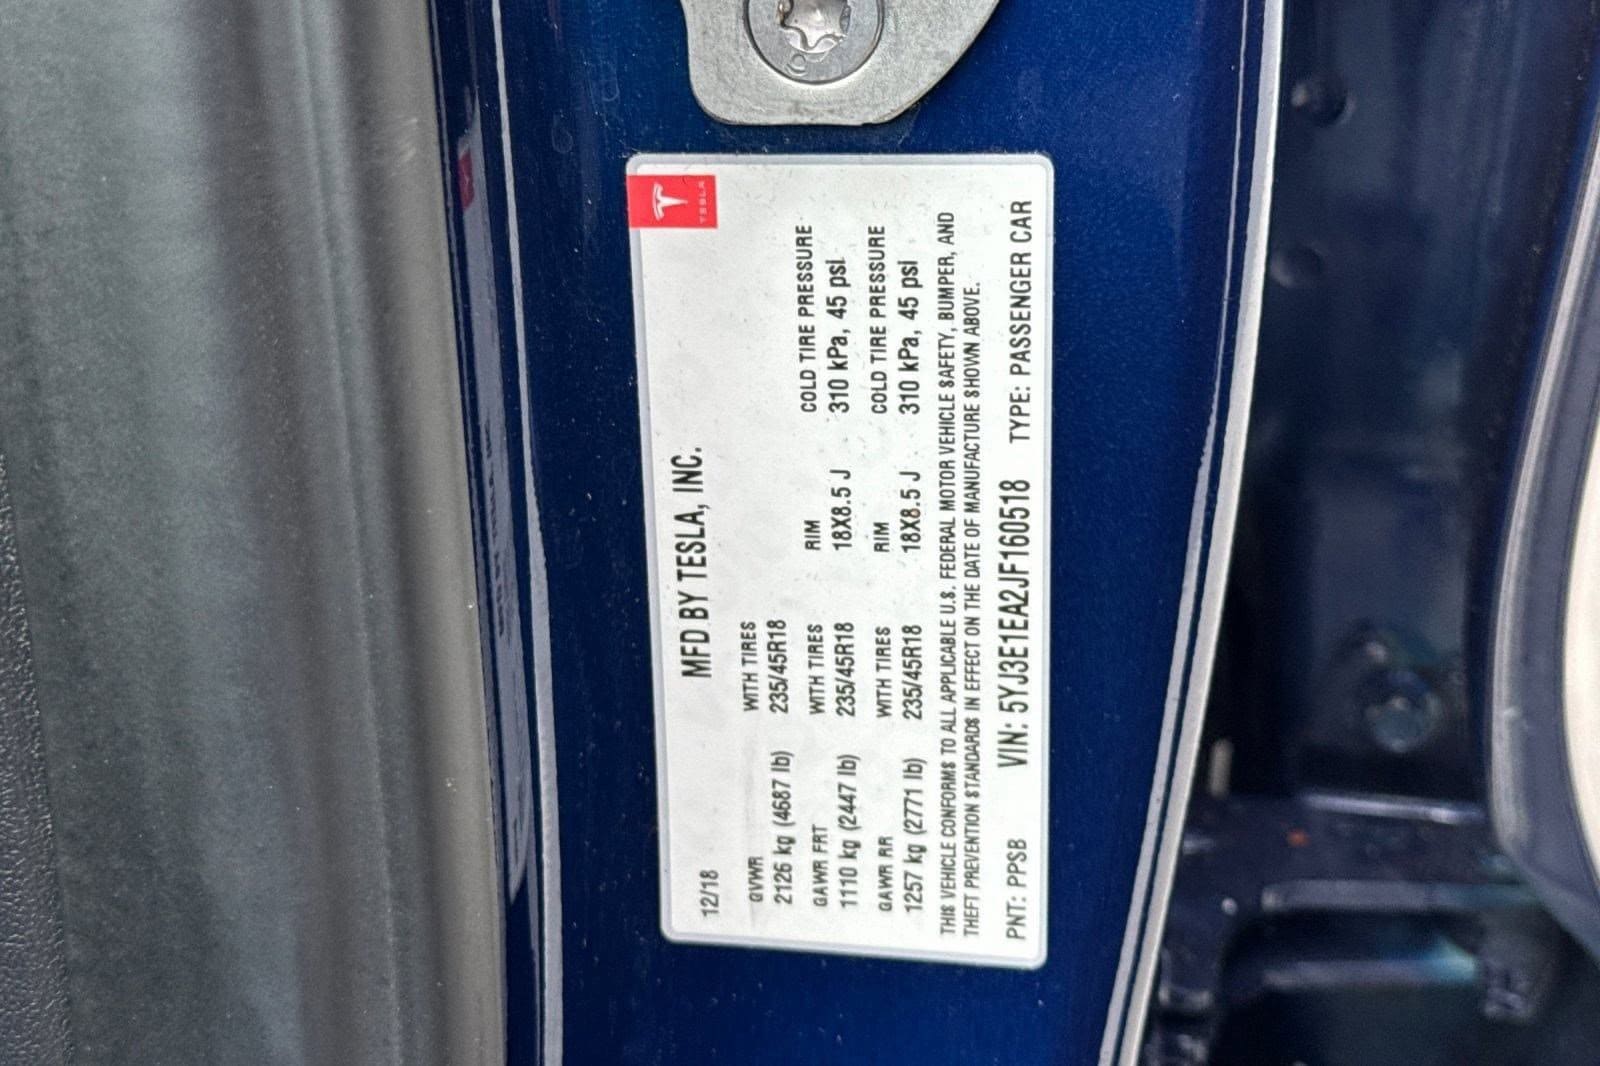 TESLA
12/18 MFD BY TESLA, INC.
GVWR WITH TIRES
2126 kg (4687 lb) 235/45R18
GAWR FRT WITH TIRES RIM COLD TIRE PRESSURE
1110 kg (2447 lb) 235/45R18 18X8.5 J 310 kPa, 45 psi
GAWR RR WITH TIRES RIM COLD TIRE PRESSURE
1257 kg (2771 lb) 235/45R18 18X8.5 J 310 kPa, 45 psi
THIS VEHICLE CONFORMS TO ALL APPLICABLE U.S. FEDERAL MOTOR VEHICLE SAFETY, BUMPER, AND
THEFT PREVENTION STANDARDS IN EFFECT ON THE DATE OF MANUFACTURE SHOWN ABOVE.
PNT: PPSB VIN: 5YJ3E1EA2JF160518 TYPE: PASSENGER CAR